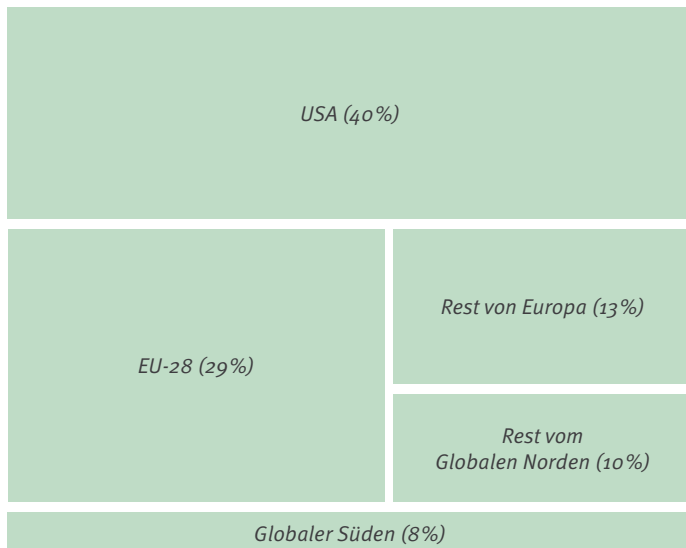 USA (40%)
EU-28 (29%)
Rest von Europa (13%)
Rest vom
Globalen Norden (10%)
Globaler Süden (8%)